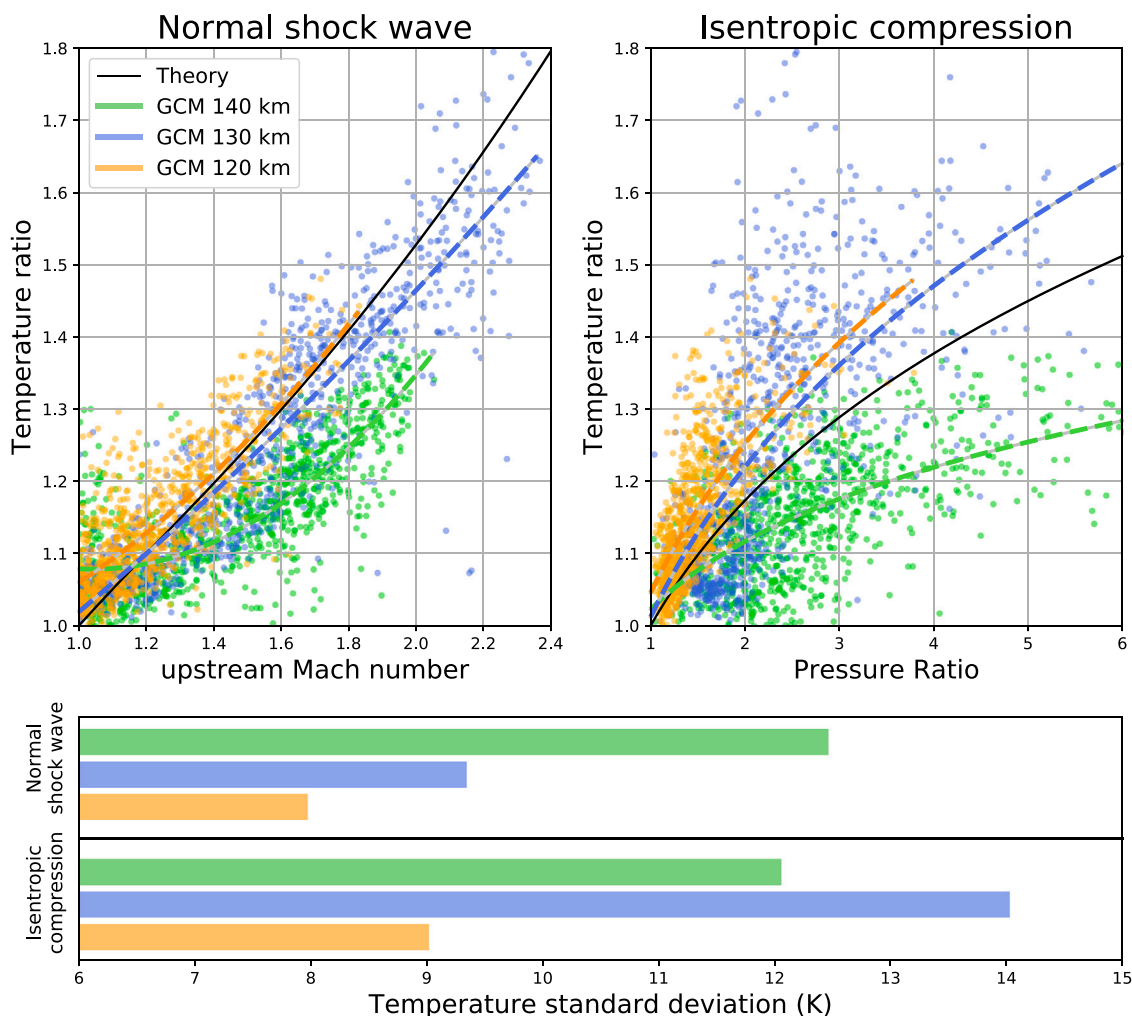 Normal shock wave
Isentropic compression
1.8
1.7
1.6
1.5
1.4
1.3
1.2
1.1
1.0
Temperature ratio
Theory
GCM 140 km
GCM 130 km
GCM 120 km
1.0
1.2
1.4
1.6
1.8
2.0
2.2
2.4
upstream Mach number
1.8
1.7
1.6
1.5
1.4
1.3
1.2
1.1
1.0
Temperature ratio
1
2
3
4
5
6
Pressure Ratio
Normal
shock wave
Isentropic
compression
6
7
8
9
10
11
12
13
14
15
Temperature standard deviation (K)